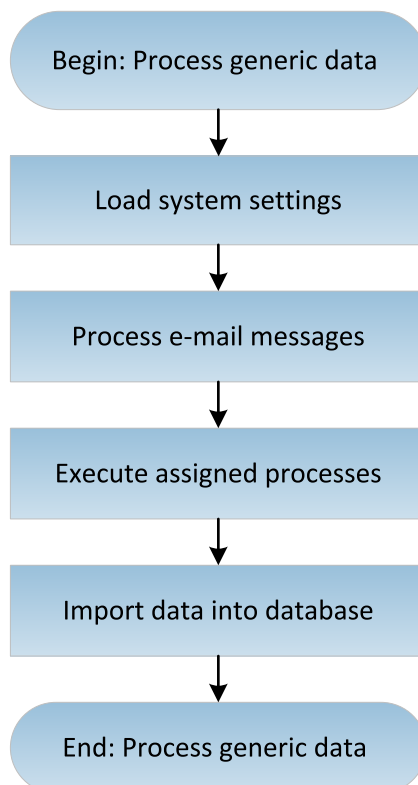 Begin: Process generic data
Load system settings
Process e-mail messages
Execute assigned processes
Import data into database
End: Process generic data